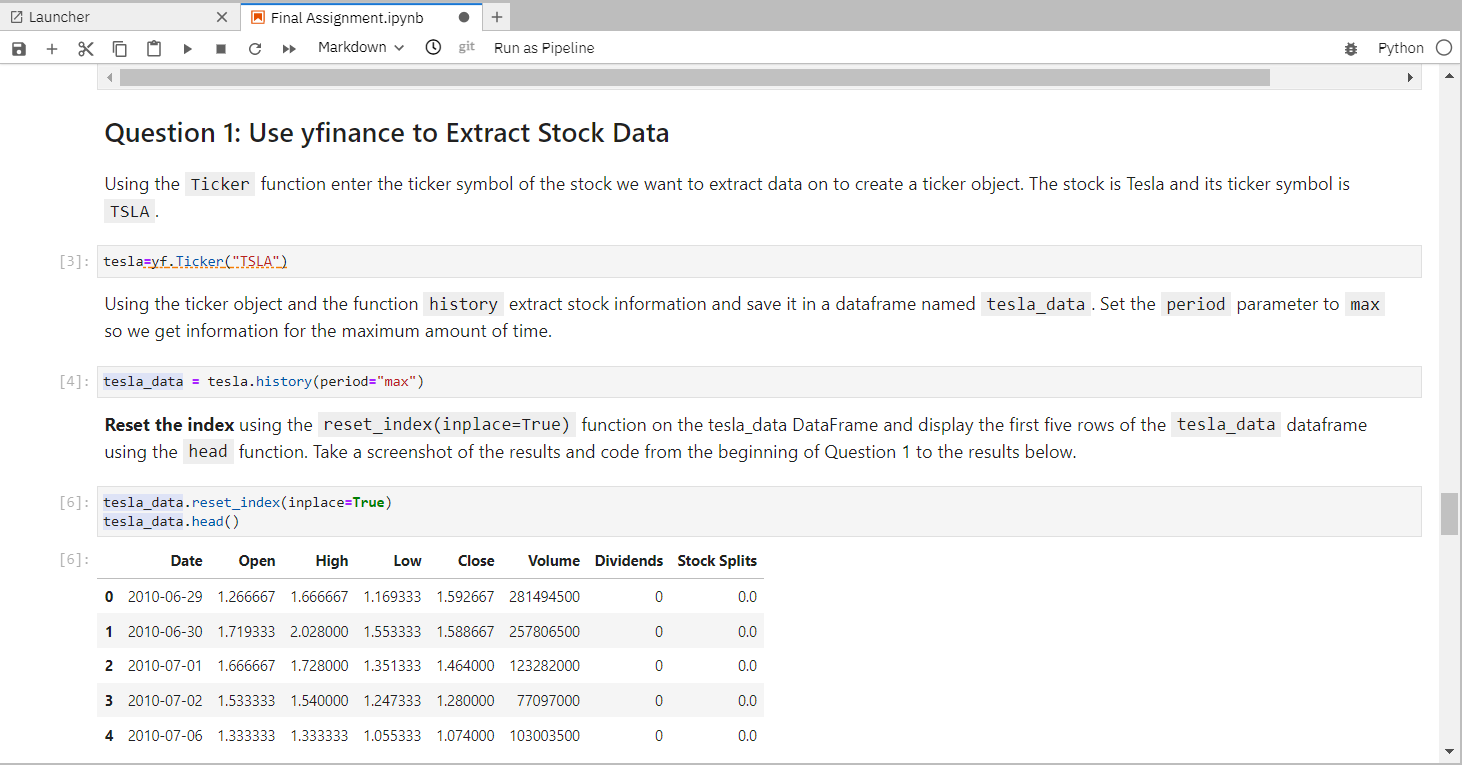 Launcher
Final Assignment.ipynb
Markdown git Run as Pipeline Python
Question 1: Use yfinance to Extract Stock Data
Using the Ticker function enter the ticker symbol of the stock we want to extract data on to create a ticker object. The stock is Tesla and its ticker symbol is
TSLA .
[3]: tesla=yf.Ticker("TSLA")
Using the ticker object and the function history extract stock information and save it in a dataframe named tesla_data . Set the period parameter to max
so we get information for the maximum amount of time.
[4]: tesla_data = tesla.history(period="max")
Reset the index using the reset_index(inplace=True) function on the tesla_data DataFrame and display the first five rows of the tesla_data dataframe
using the head function. Take a screenshot of the results and code from the beginning of Question 1 to the results below.
[6]: tesla_data.reset_index(inplace=True)
tesla_data.head()
[6]: Date Open High Low Close Volume Dividends Stock Splits
0 2010-06-29 1.266667 1.666667 1.169333 1.592667 281494500 0 0.0
1 2010-06-30 1.719333 2.028000 1.553333 1.588667 257806500 0 0.0
2 2010-07-01 1.666667 1.728000 1.351333 1.464000 123282000 0 0.0
3 2010-07-02 1.533333 1.540000 1.247333 1.280000 77097000 0 0.0
4 2010-07-06 1.333333 1.333333 1.055333 1.074000 103003500 0 0.0